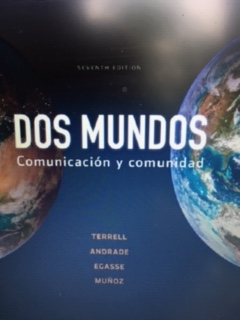 SEVENTH EDITION
DOS MUNDOS
Comunicación y comunidad
TERRELL
ANDRADE
EGASSE
MUÑOZ